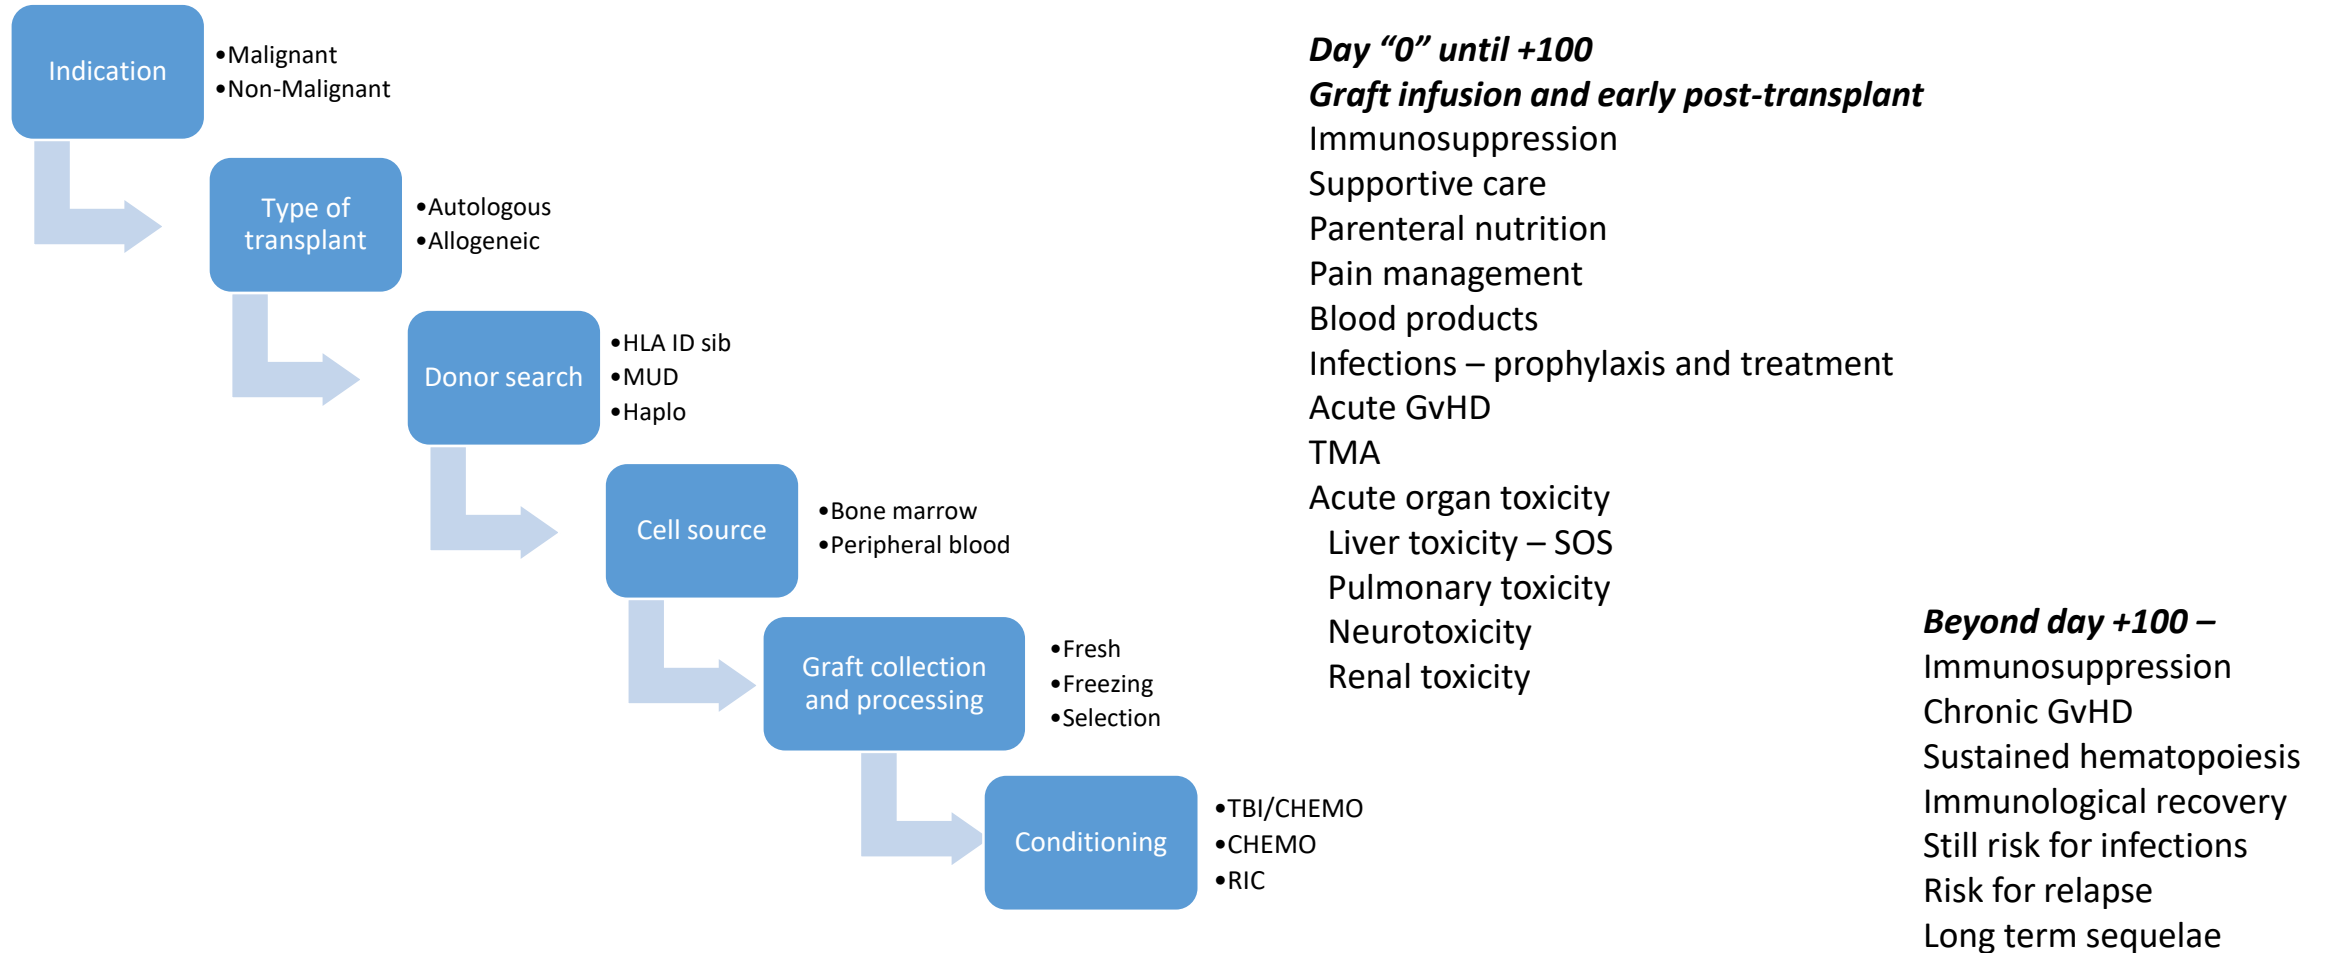 Indication
•Malignant
•Non-Malignant
Type of
transplant
•Autologous
•Allogeneic
Donor search
•HLA ID sib
•MUD
•Haplo
Cell source
•Bone marrow
•Peripheral blood
Graft collection
and processing
•Fresh
•Freezing
•Selection
Conditioning
•TBI/CHEMO
•CHEMO
•RIC
Day “0” until +100
Graft infusion and early post-transplant
Immunosuppression
Supportive care
Parenteral nutrition
Pain management
Blood products
Infections – prophylaxis and treatment
Acute GvHD
TMA
Acute organ toxicity
Liver toxicity – SOS
Pulmonary toxicity
Neurotoxicity
Renal toxicity
Beyond day +100 –
Immunosuppression
Chronic GvHD
Sustained hematopoiesis
Immunological recovery
Still risk for infections
Risk for relapse
Long term sequelae